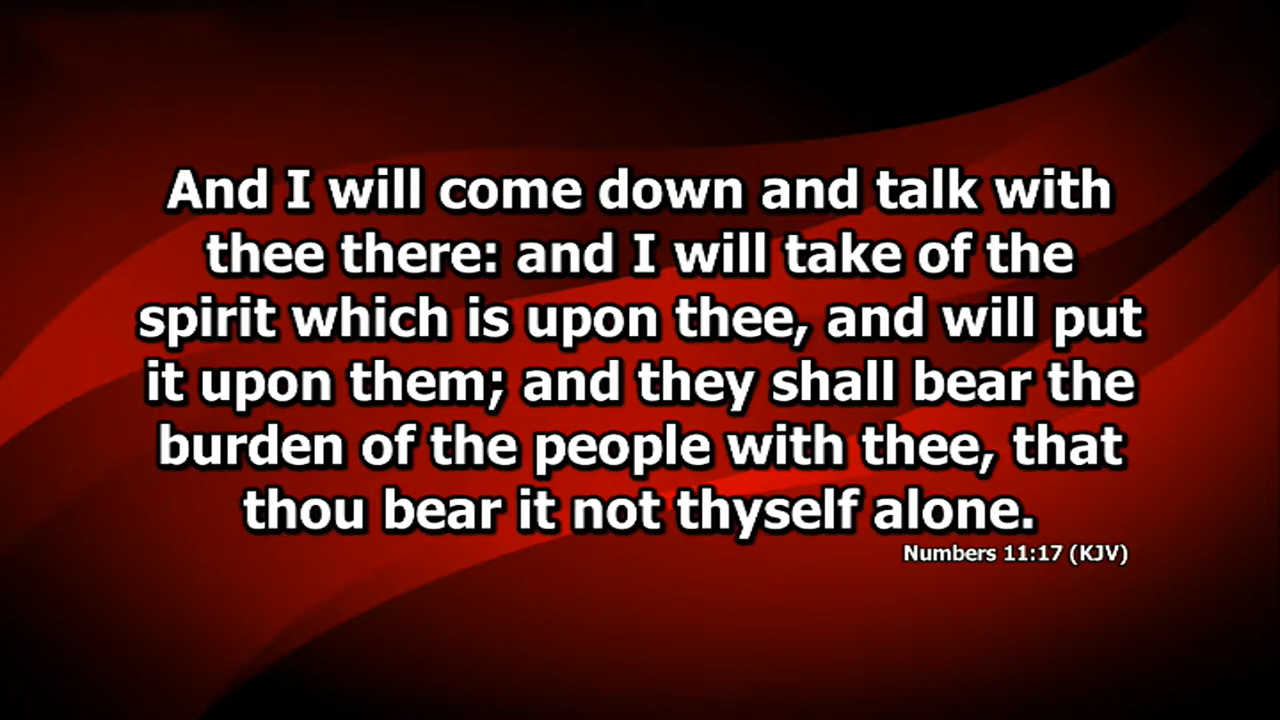 And I will come down and talk with
thee there: and I will take of the
spirit which is upon thee, and will put
it upon them; and they shall bear the
burden of the people with thee, that
thou bear it not thyself alone.
Numbers 11:17 (KJV)